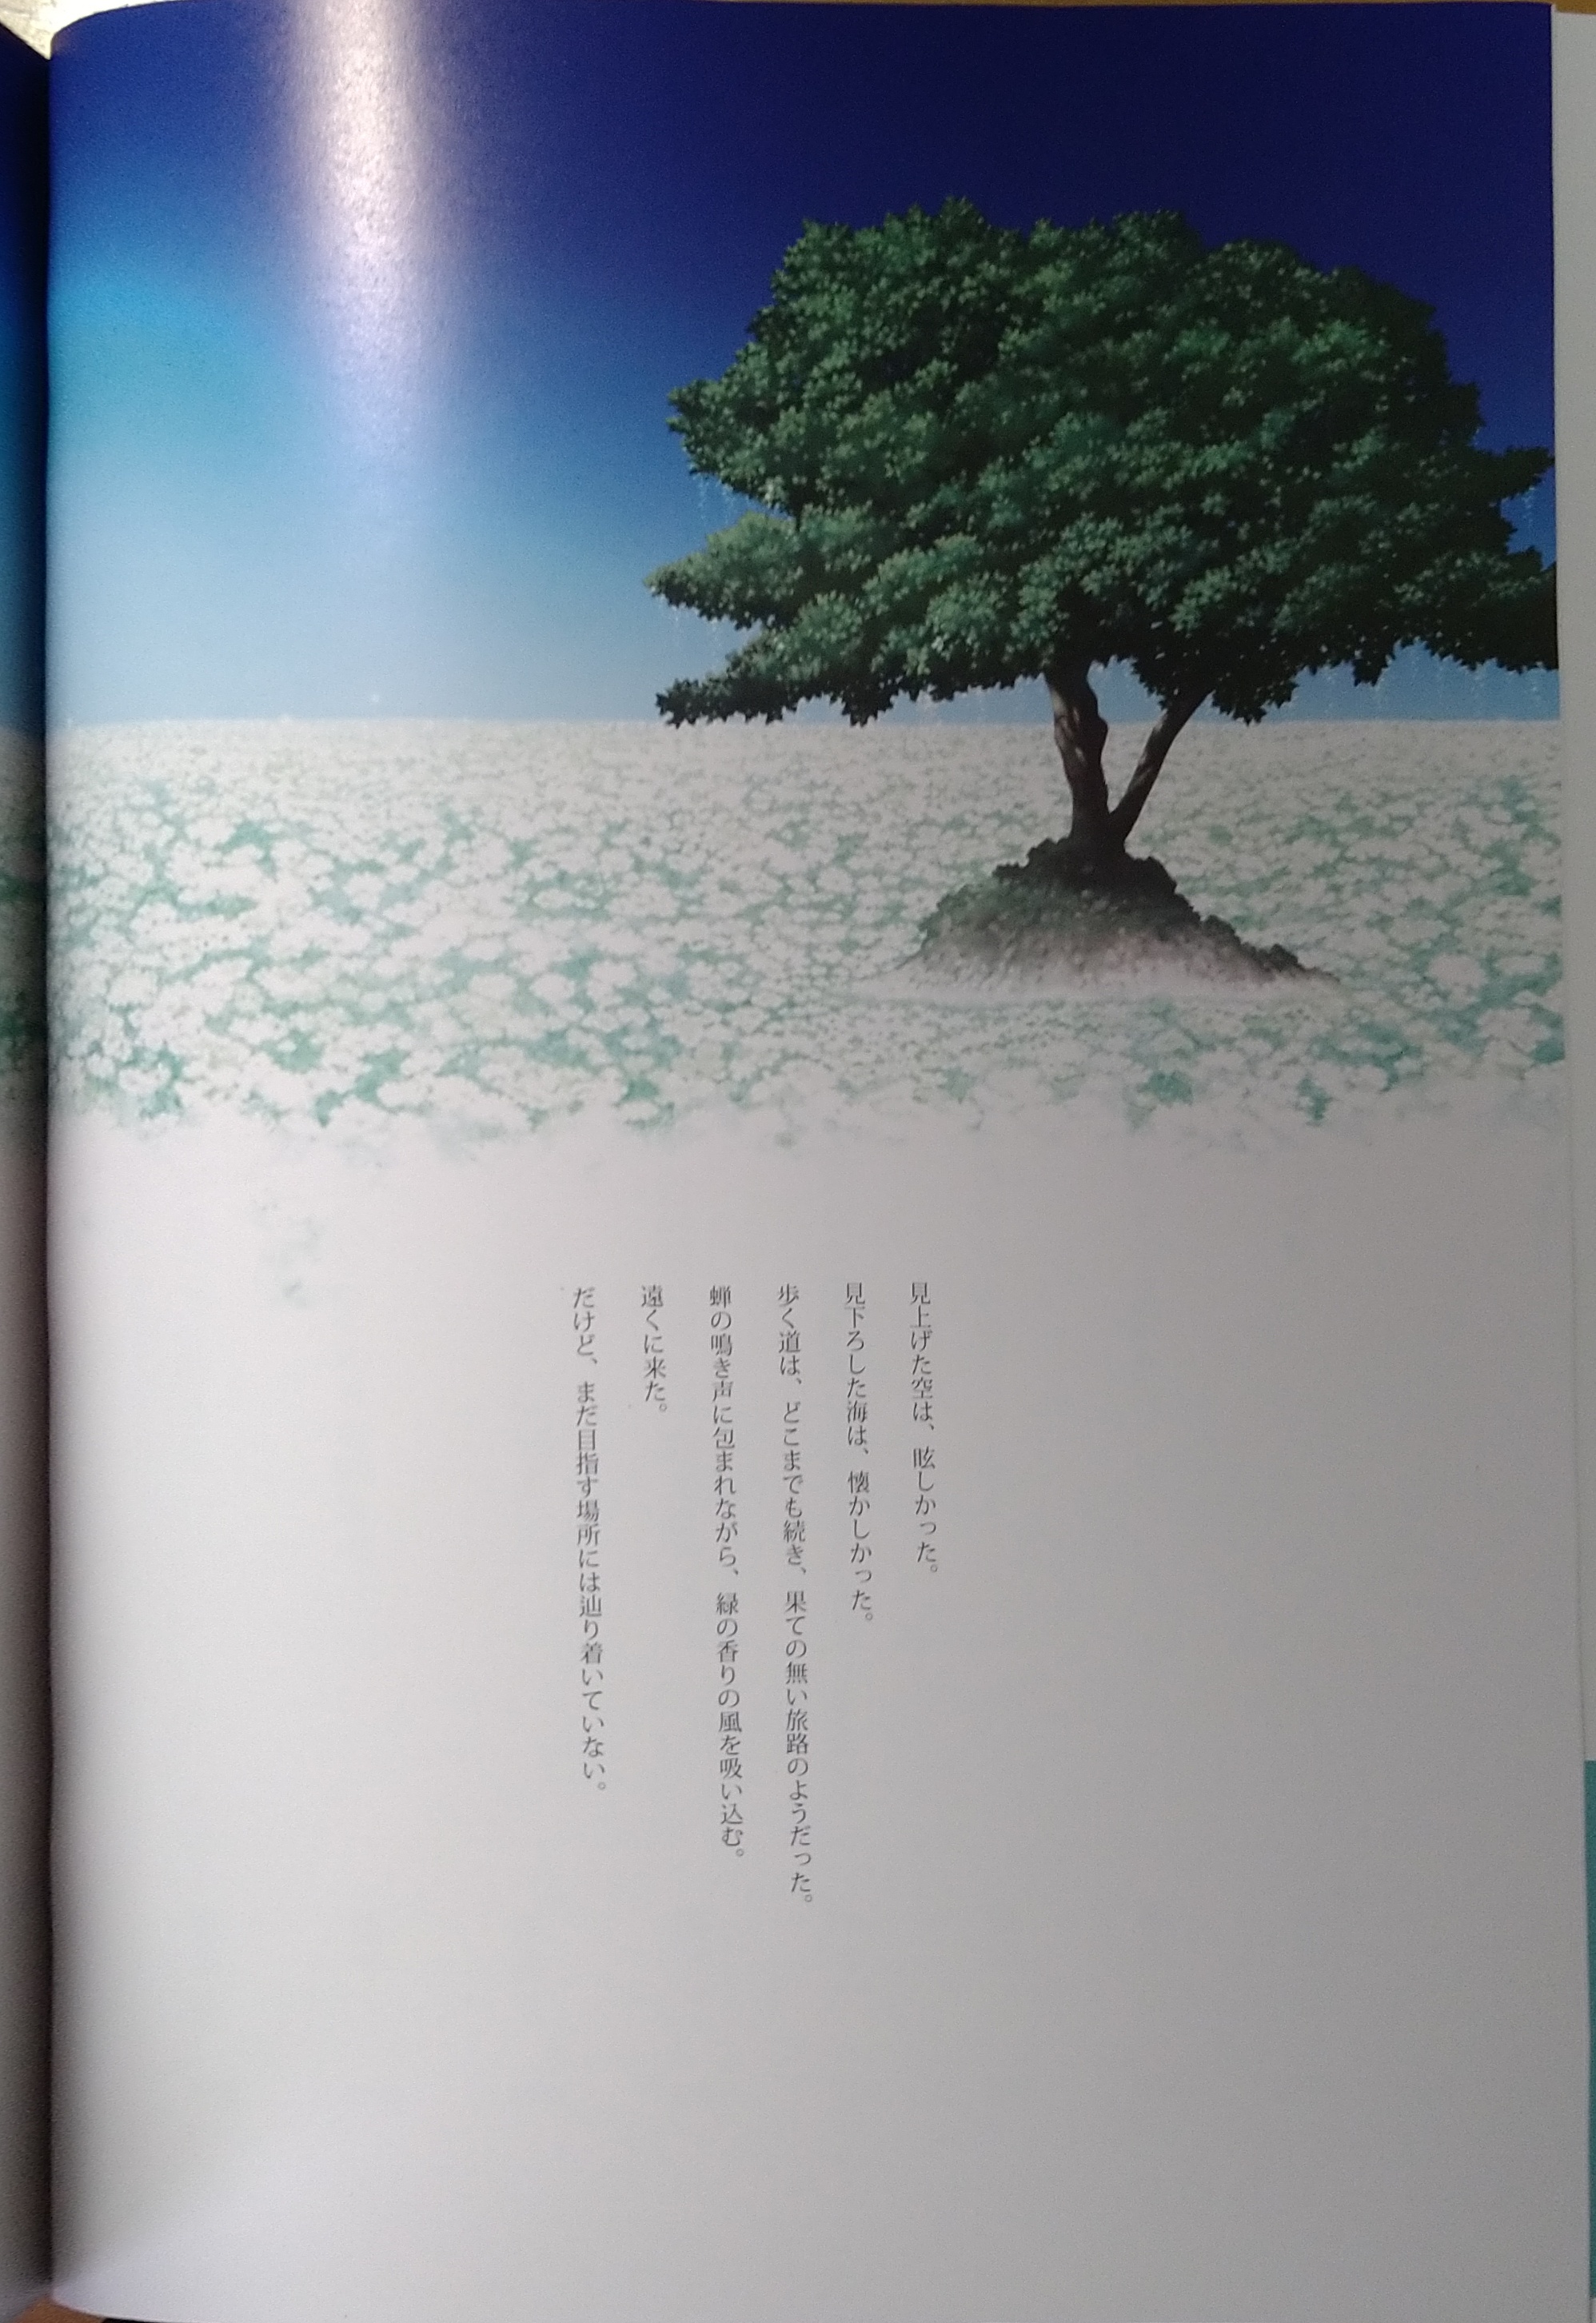 見上げた空は、眩しかった。
見下ろした海は、懐かしかった。
歩く道は、どこまでも続き、果ての無い旅路のようだった。
蝉の鳴き声に包まれながら、緑の香りの風を吸い込む。
遠くに来た。
だけど、まだ目指す場所には辿り着いていない。